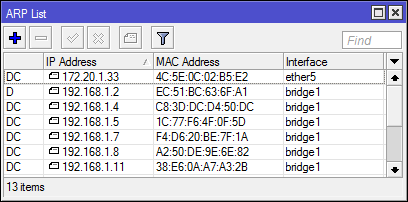 ARP List
Find
IP Address / MAC Address Interface
DC 172.20.1.33 4C:5E:0C:02:B5:E2 ether5
D 192.168.1.2 EC:51:BC:63:6F:A1 bridge1
DC 192.168.1.4 C8:3D:DC:D4:50:DC bridge1
DC 192.168.1.5 1C:77:F6:4F:0F:5D bridge1
DC 192.168.1.7 F4:D6:20:BE:7F:1A bridge1
DC 192.168.1.8 A2:50:DE:9E:6E:82 bridge1
DC 192.168.1.11 38:E6:0A:A7:A3:2B bridge1
13 items